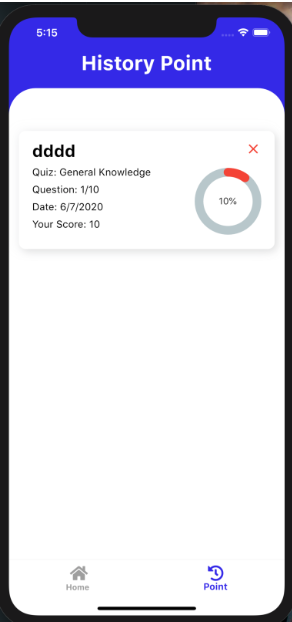 5:15
History Point
dddd
Quiz: General Knowledge
Question: 1/10
Date: 6/7/2020
Your Score: 10
10%
Home
Point